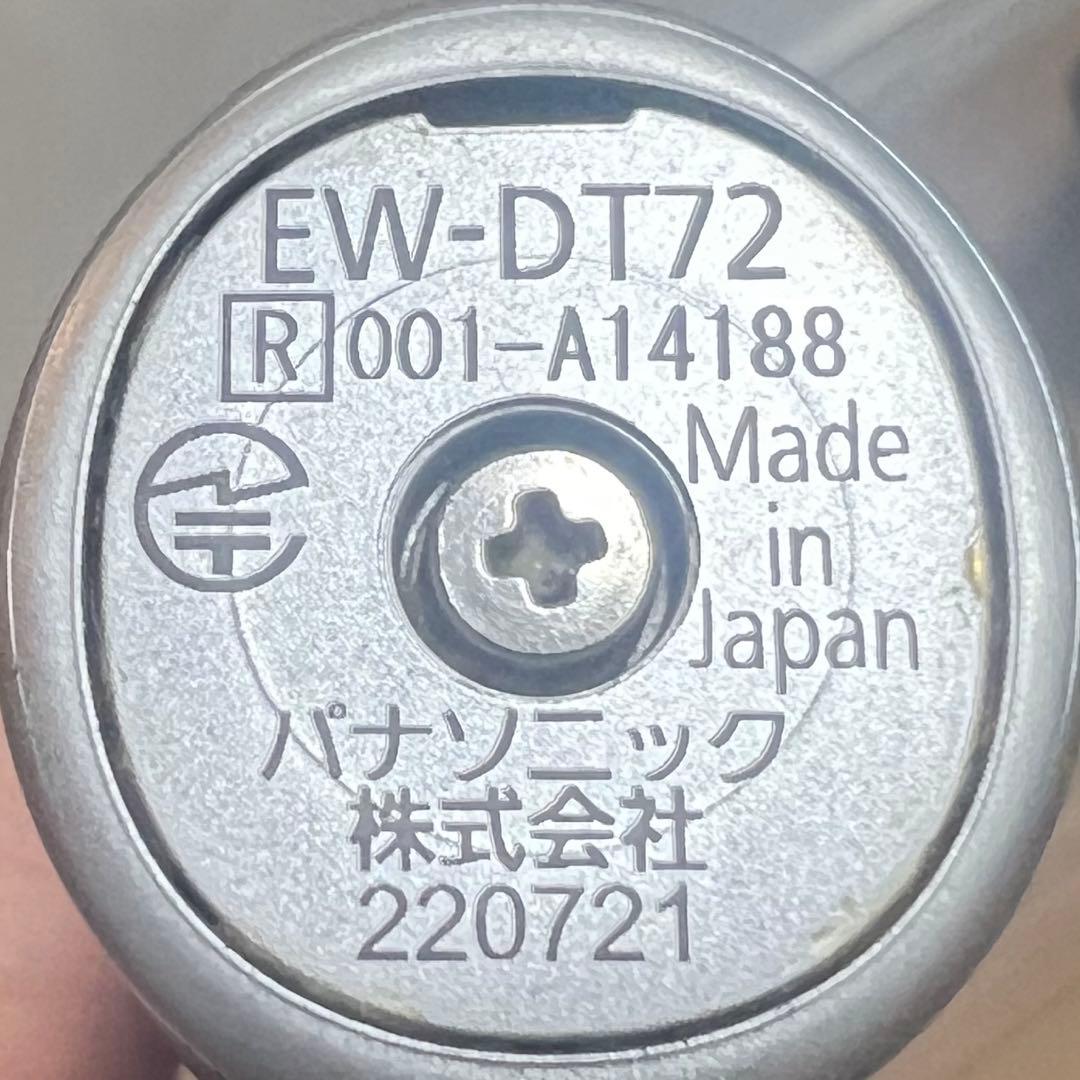 EW-DT72
R 001-A14188
Made
in
Japan
パナソニック
株式会社
220721